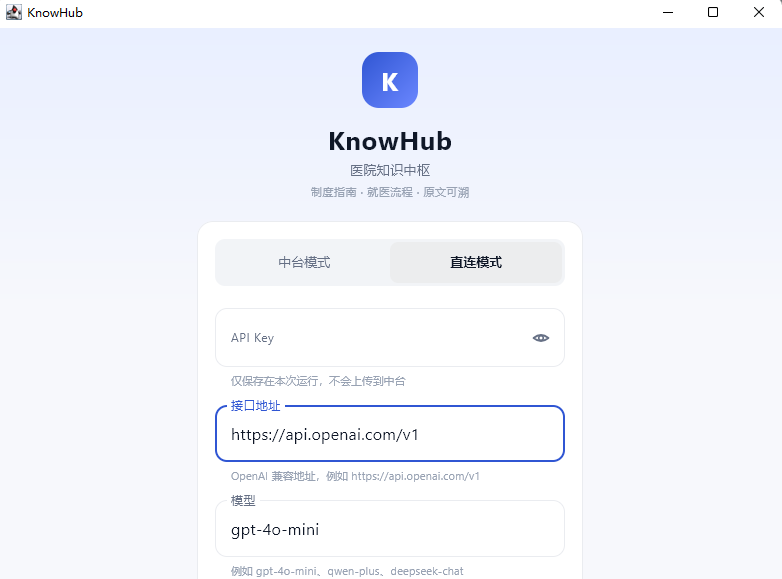 KnowHub
K
KnowHub
医院知识中枢
制度指南 · 就医流程 · 原文可溯
中台模式 直连模式
API Key
仅保存在本次运行，不会上传到中台
接口地址
https://api.openai.com/v1
OpenAI 兼容地址，例如 https://api.openai.com/v1
模型
gpt-4o-mini
例如 gpt-4o-mini、qwen-plus、deepseek-chat